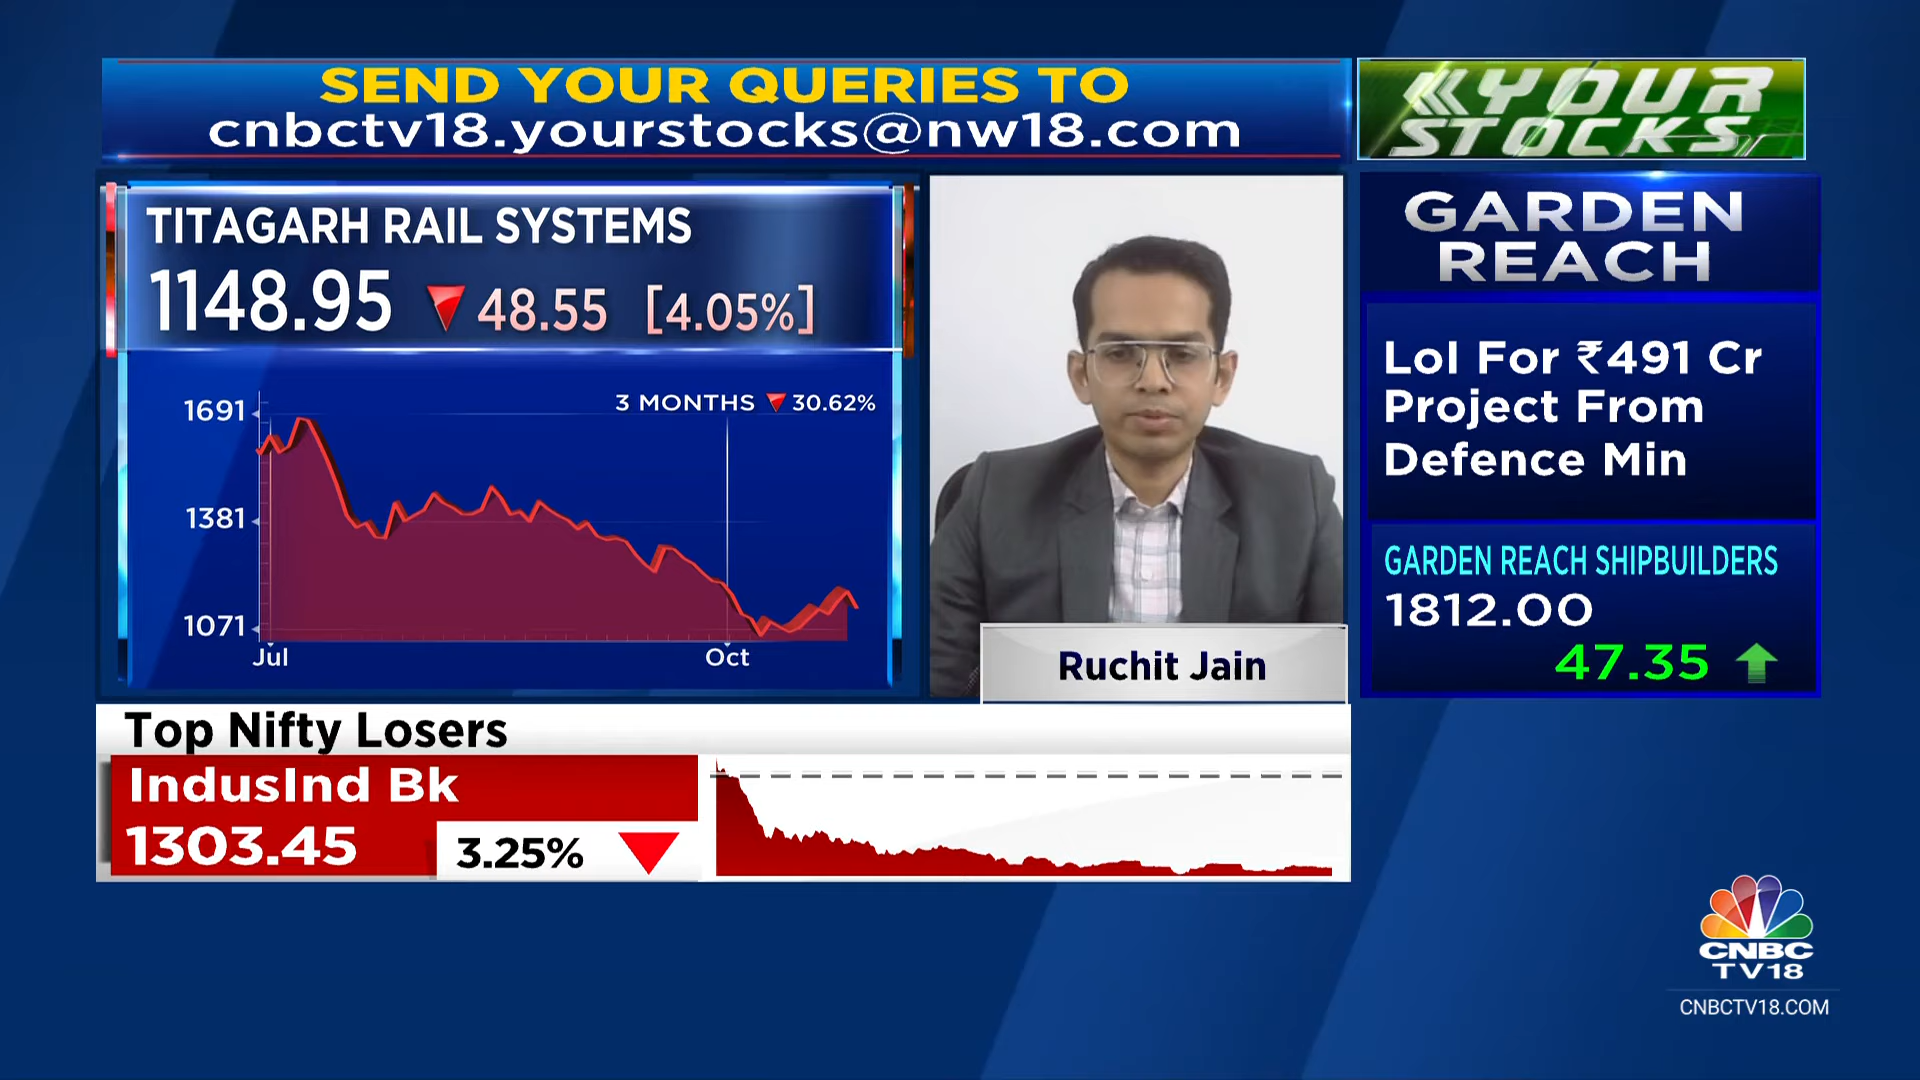 SEND YOUR QUERIES TO
cnbctv18.yourstocks@nw18.com
YOUR
STOCKS
TITAGARH RAIL SYSTEMS
1148.95 48.55 [4.05%]
3 MONTHS 30.62%
1691
1381
1071
Jul Oct
Ruchit Jain
GARDEN
REACH
LoI For ₹491 Cr
Project From
Defence Min
GARDEN REACH SHIPBUILDERS
1812.00
47.35
Top Nifty Losers
IndusInd Bk
1303.45 3.25%
CNBC
TV18
CNBCTV18.COM